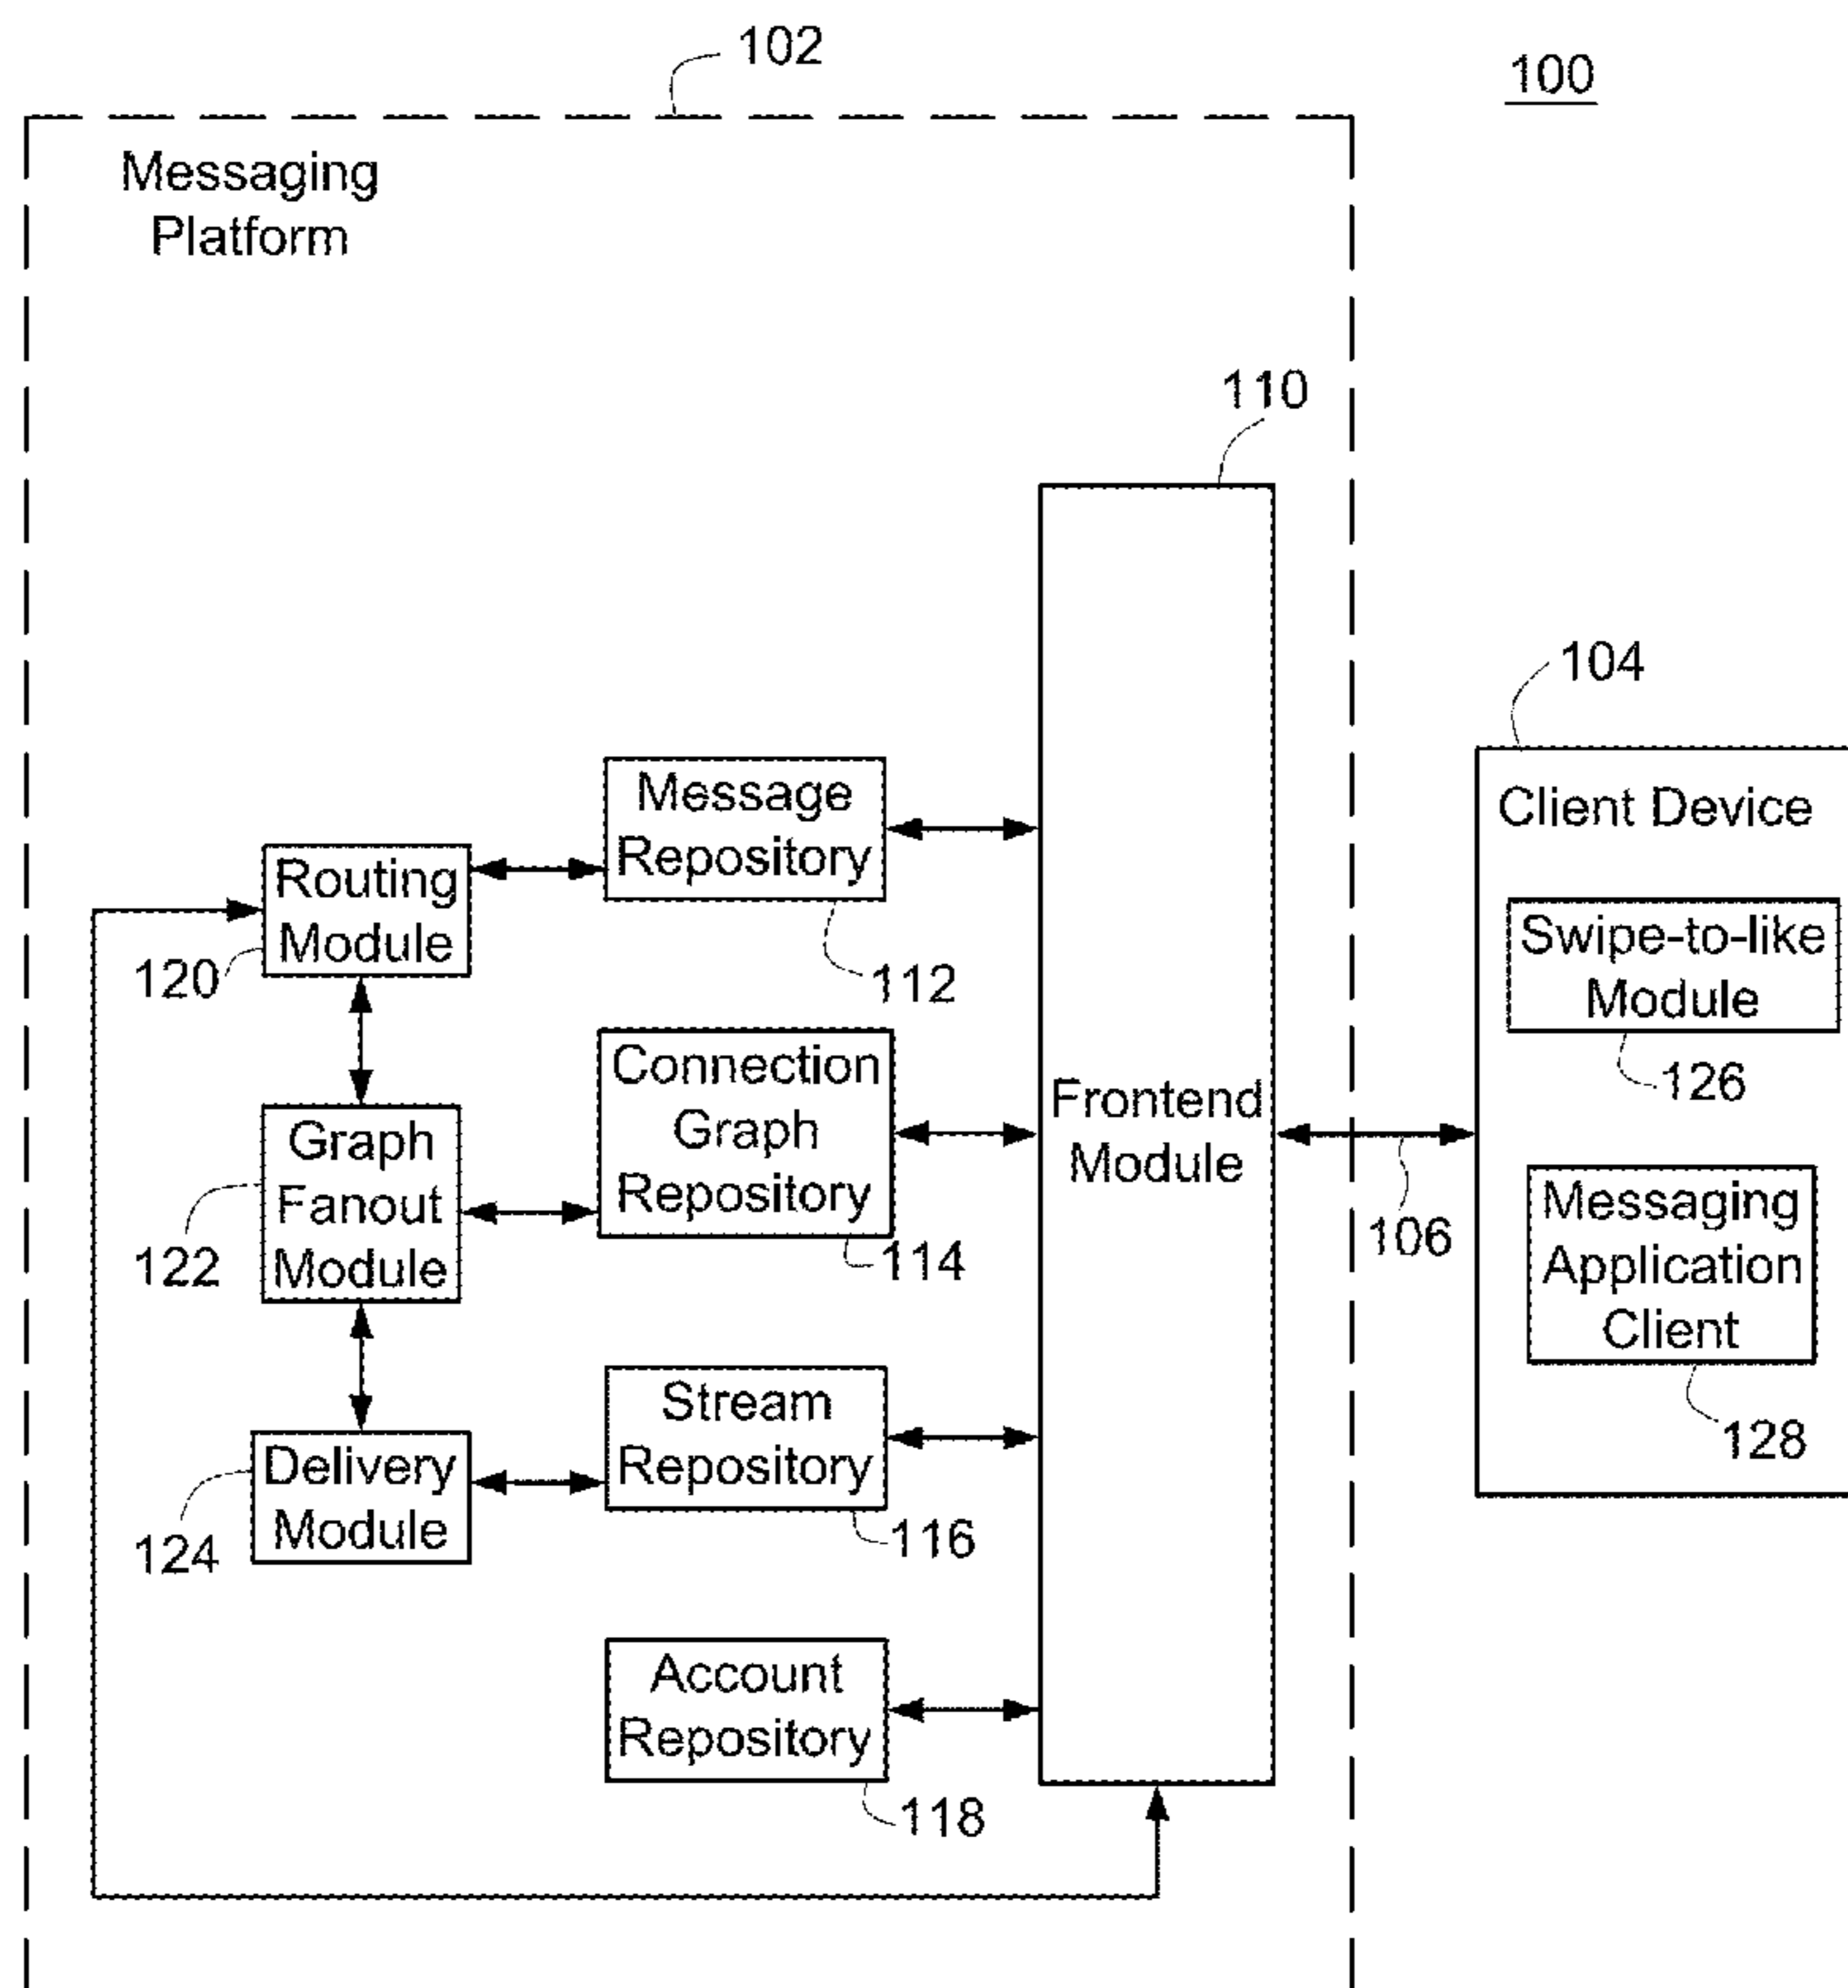 102
100
Messaging
Platform
110
104
Message
Repository
Client Device
Routing
Module
Swipe-to-like
Module
120
112
126
Connection
Graph
Repository
Frontend
Module
Graph
Fanout
Module
Messaging
Application
Client
122
114
106
128
Stream
Repository
Delivery
Module
124
116
Account
Repository
118